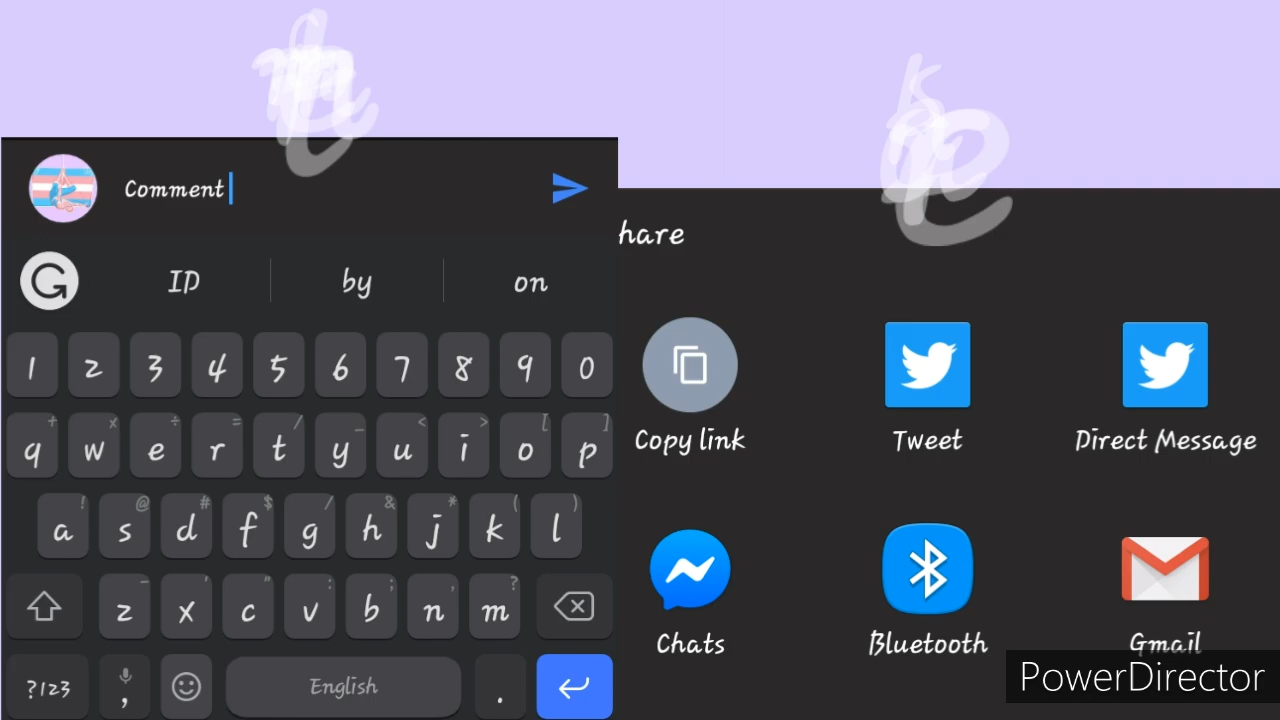 Comment
ID by on
1 2 3 4 5 6 7 8 9 0
+ × ÷ = / _ < > [ ]
q w e r t y u i o p
! @ # $ / & * ( )
a s d f g h j k l
- ' " : ; , ?
z x c v b n m
?123 , English .
hare
Copy link Tweet Direct Message
Chats Bluetooth Gmail
PowerDirector